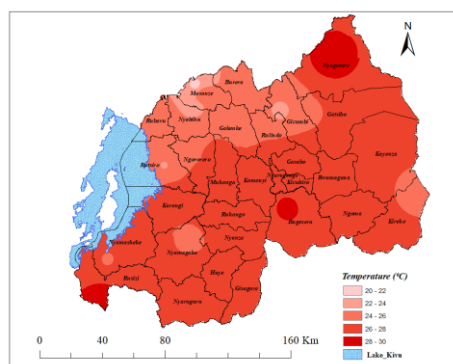 N
Nyagatare
Burera
Musanze
Gicumbi
Gatsibo
Rubavu
Nyabihu
Gakenke
Rulindo
Rutsiro
Ngororero
Gasabo
Kayonza
Muhanga
Kamonyi
Nyarugenge
Kicukiro
Rwamagana
Karongi
Ruhango
Bugesera
Ngoma
Kirehe
Nyamasheke
Nyamagabe
Nyanza
Rusizi
Huye
Nyaruguru
Gisagara
Temperature (°C)
20 - 22
22 - 24
24 - 26
26 - 28
28 - 30
Lake_Kivu
0 40 80 160 Km